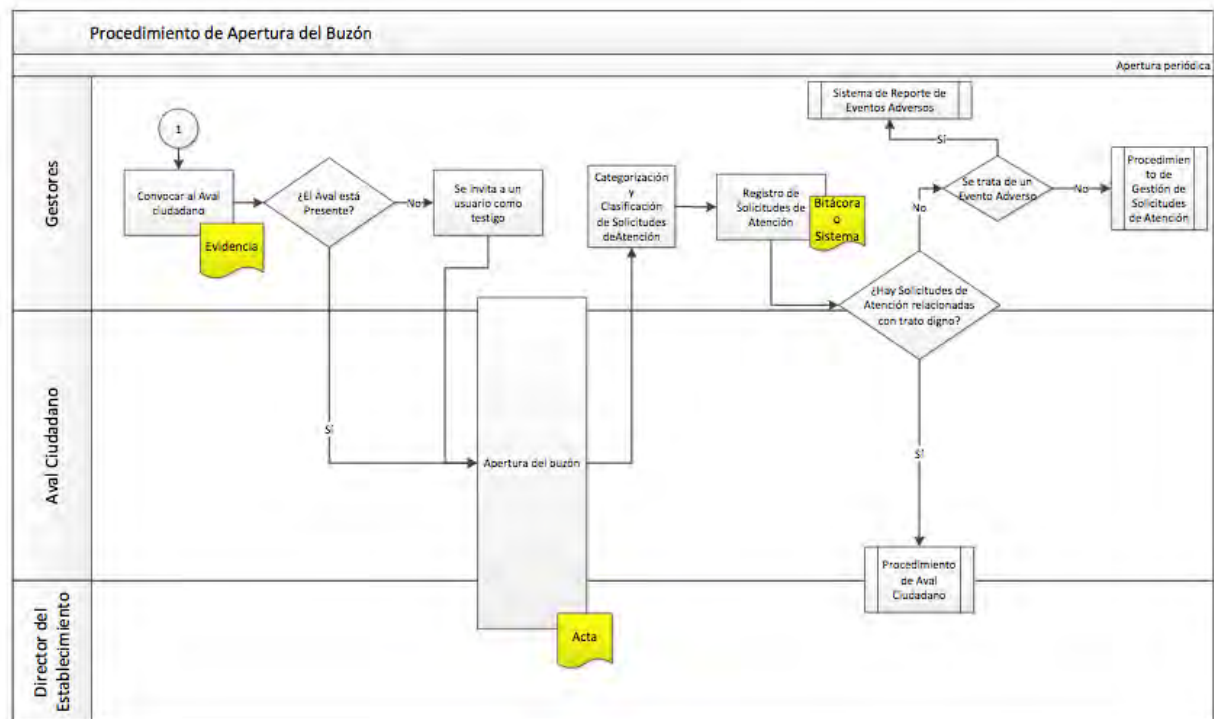 Procedimiento de Apertura del Buzón
Apertura periódica
Gestores
1
Convocar al Aval
ciudadano
Evidencia
¿El Aval está
Presente?
No
Se invita a un
usuario como
testigo
Sí
Categorización
y
Clasificación
de Solicitudes
deAtención
Registro de
Solicitudes de
Atención
Bitácora
o
Sistema
Sistema de Reporte de
Eventos Adversos
Sí
Se trata de un
Evento Adverso
No
Procedimien
to de
Gestión de
Solicitudes
de Atención
No
¿Hay Solicitudes de
Atención relacionadas
con trato digno?
Sí
Aval Ciudadano
Apertura del buzón
Procedimiento
de Aval
Ciudadano
Director del
Establecimiento
Acta